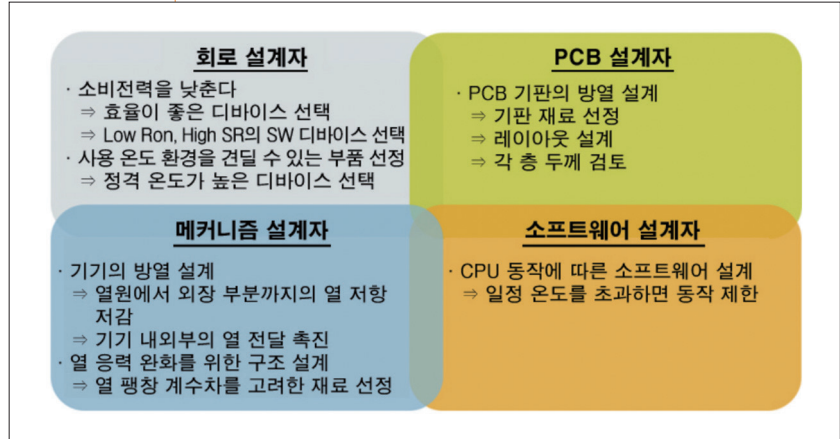 회로 설계자
· 소비전력을 낮춘다
⇒ 효율이 좋은 디바이스 선택
⇒ Low Ron, High SR의 SW 디바이스 선택
· 사용 온도 환경을 견딜 수 있는 부품 선정
⇒ 정격 온도가 높은 디바이스 선택
PCB 설계자
· PCB 기판의 방열 설계
⇒ 기판 재료 선정
⇒ 레이아웃 설계
⇒ 각 층 두께 검토
메커니즘 설계자
· 기기의 방열 설계
⇒ 열원에서 외장 부분까지의 열 저항
저감
⇒ 기기 내외부의 열 전달 촉진
· 열 응력 완화를 위한 구조 설계
⇒ 열 팽창 계수차를 고려한 재료 선정
소프트웨어 설계자
· CPU 동작에 따른 소프트웨어 설계
⇒ 일정 온도를 초과하면 동작 제한